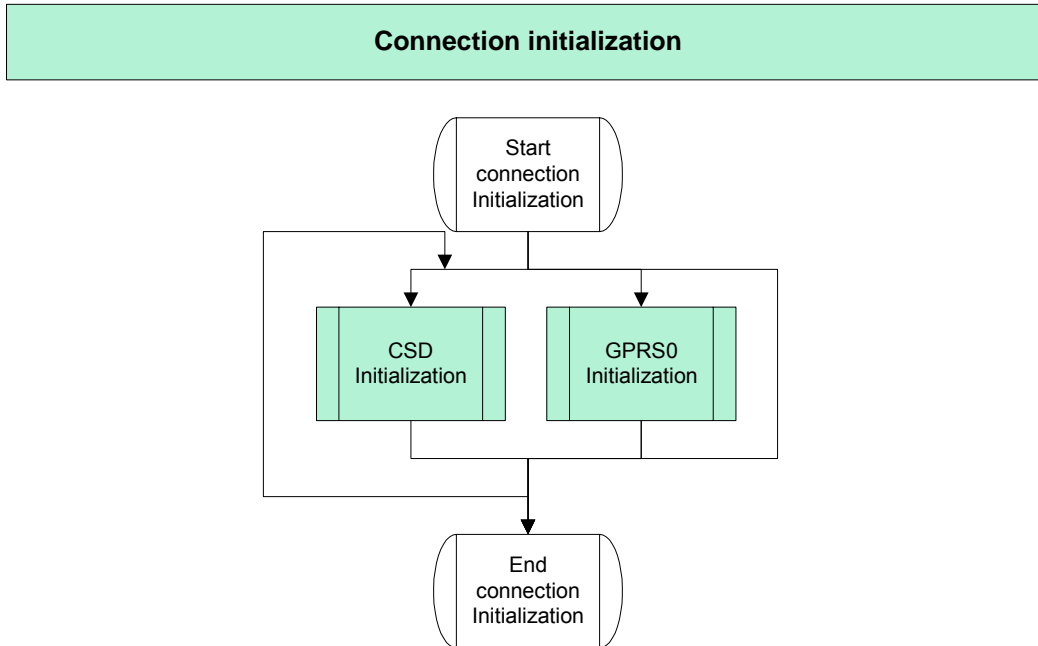 Connection initialization
Start
connection
Initialization
CSD
Initialization
GPRS0
Initialization
End
connection
Initialization